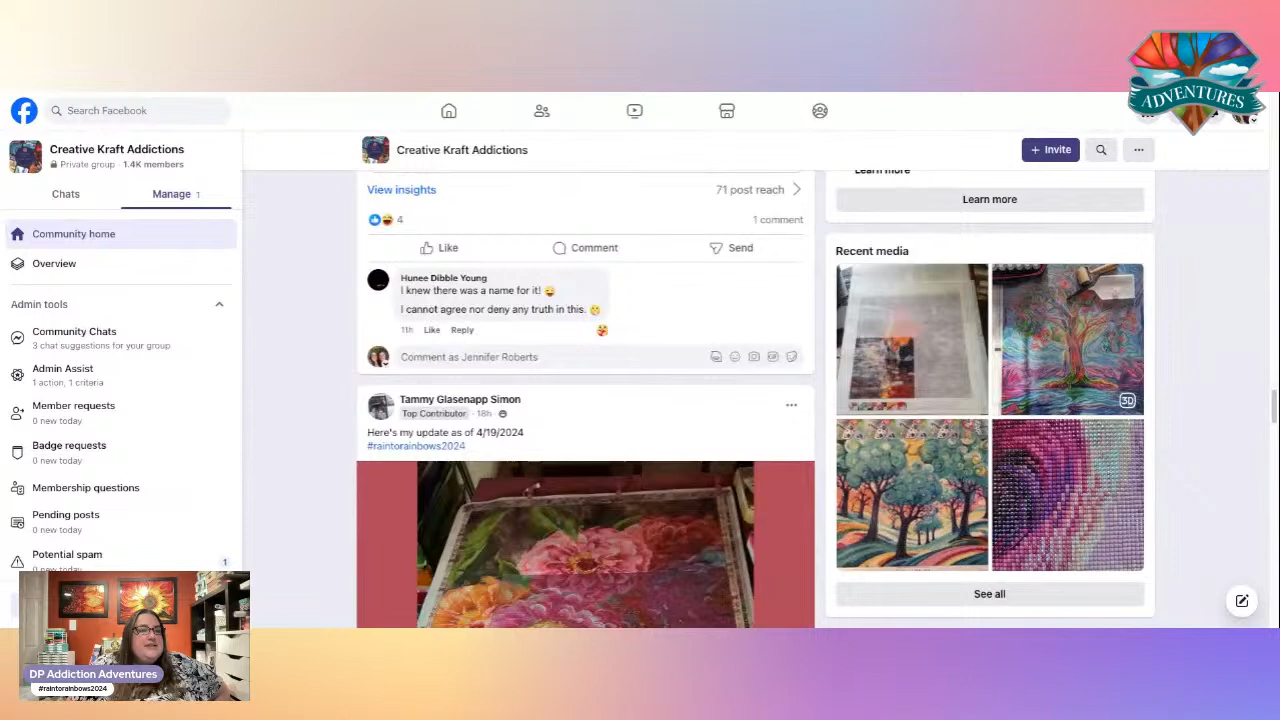 ADVENTURES
Search Facebook
Creative Kraft Addictions
Private group · 1.4K members
Chats
Manage 1
Community home
Overview
Admin tools
Community Chats
3 chat suggestions for your group
Admin Assist
1 action, 1 criteria
Member requests
0 new today
Badge requests
0 new today
Membership questions
Pending posts
0 new today
Potential spam
0 new today
1
Creative Kraft Addictions
+ Invite
View insights
71 post reach
4
1 comment
Like
Comment
Send
Hunee Dibble Young
I knew there was a name for it!
I cannot agree nor deny any truth in this.
11h Like Reply
Comment as Jennifer Roberts
Tammy Glasenapp Simon
Top Contributor · 18h ·
Here's my update as of 4/19/2024
#raintorainbows2024
Learn more
Learn more
Recent media
3D
See all
DP Addiction Adventures
#raintorainbows2024